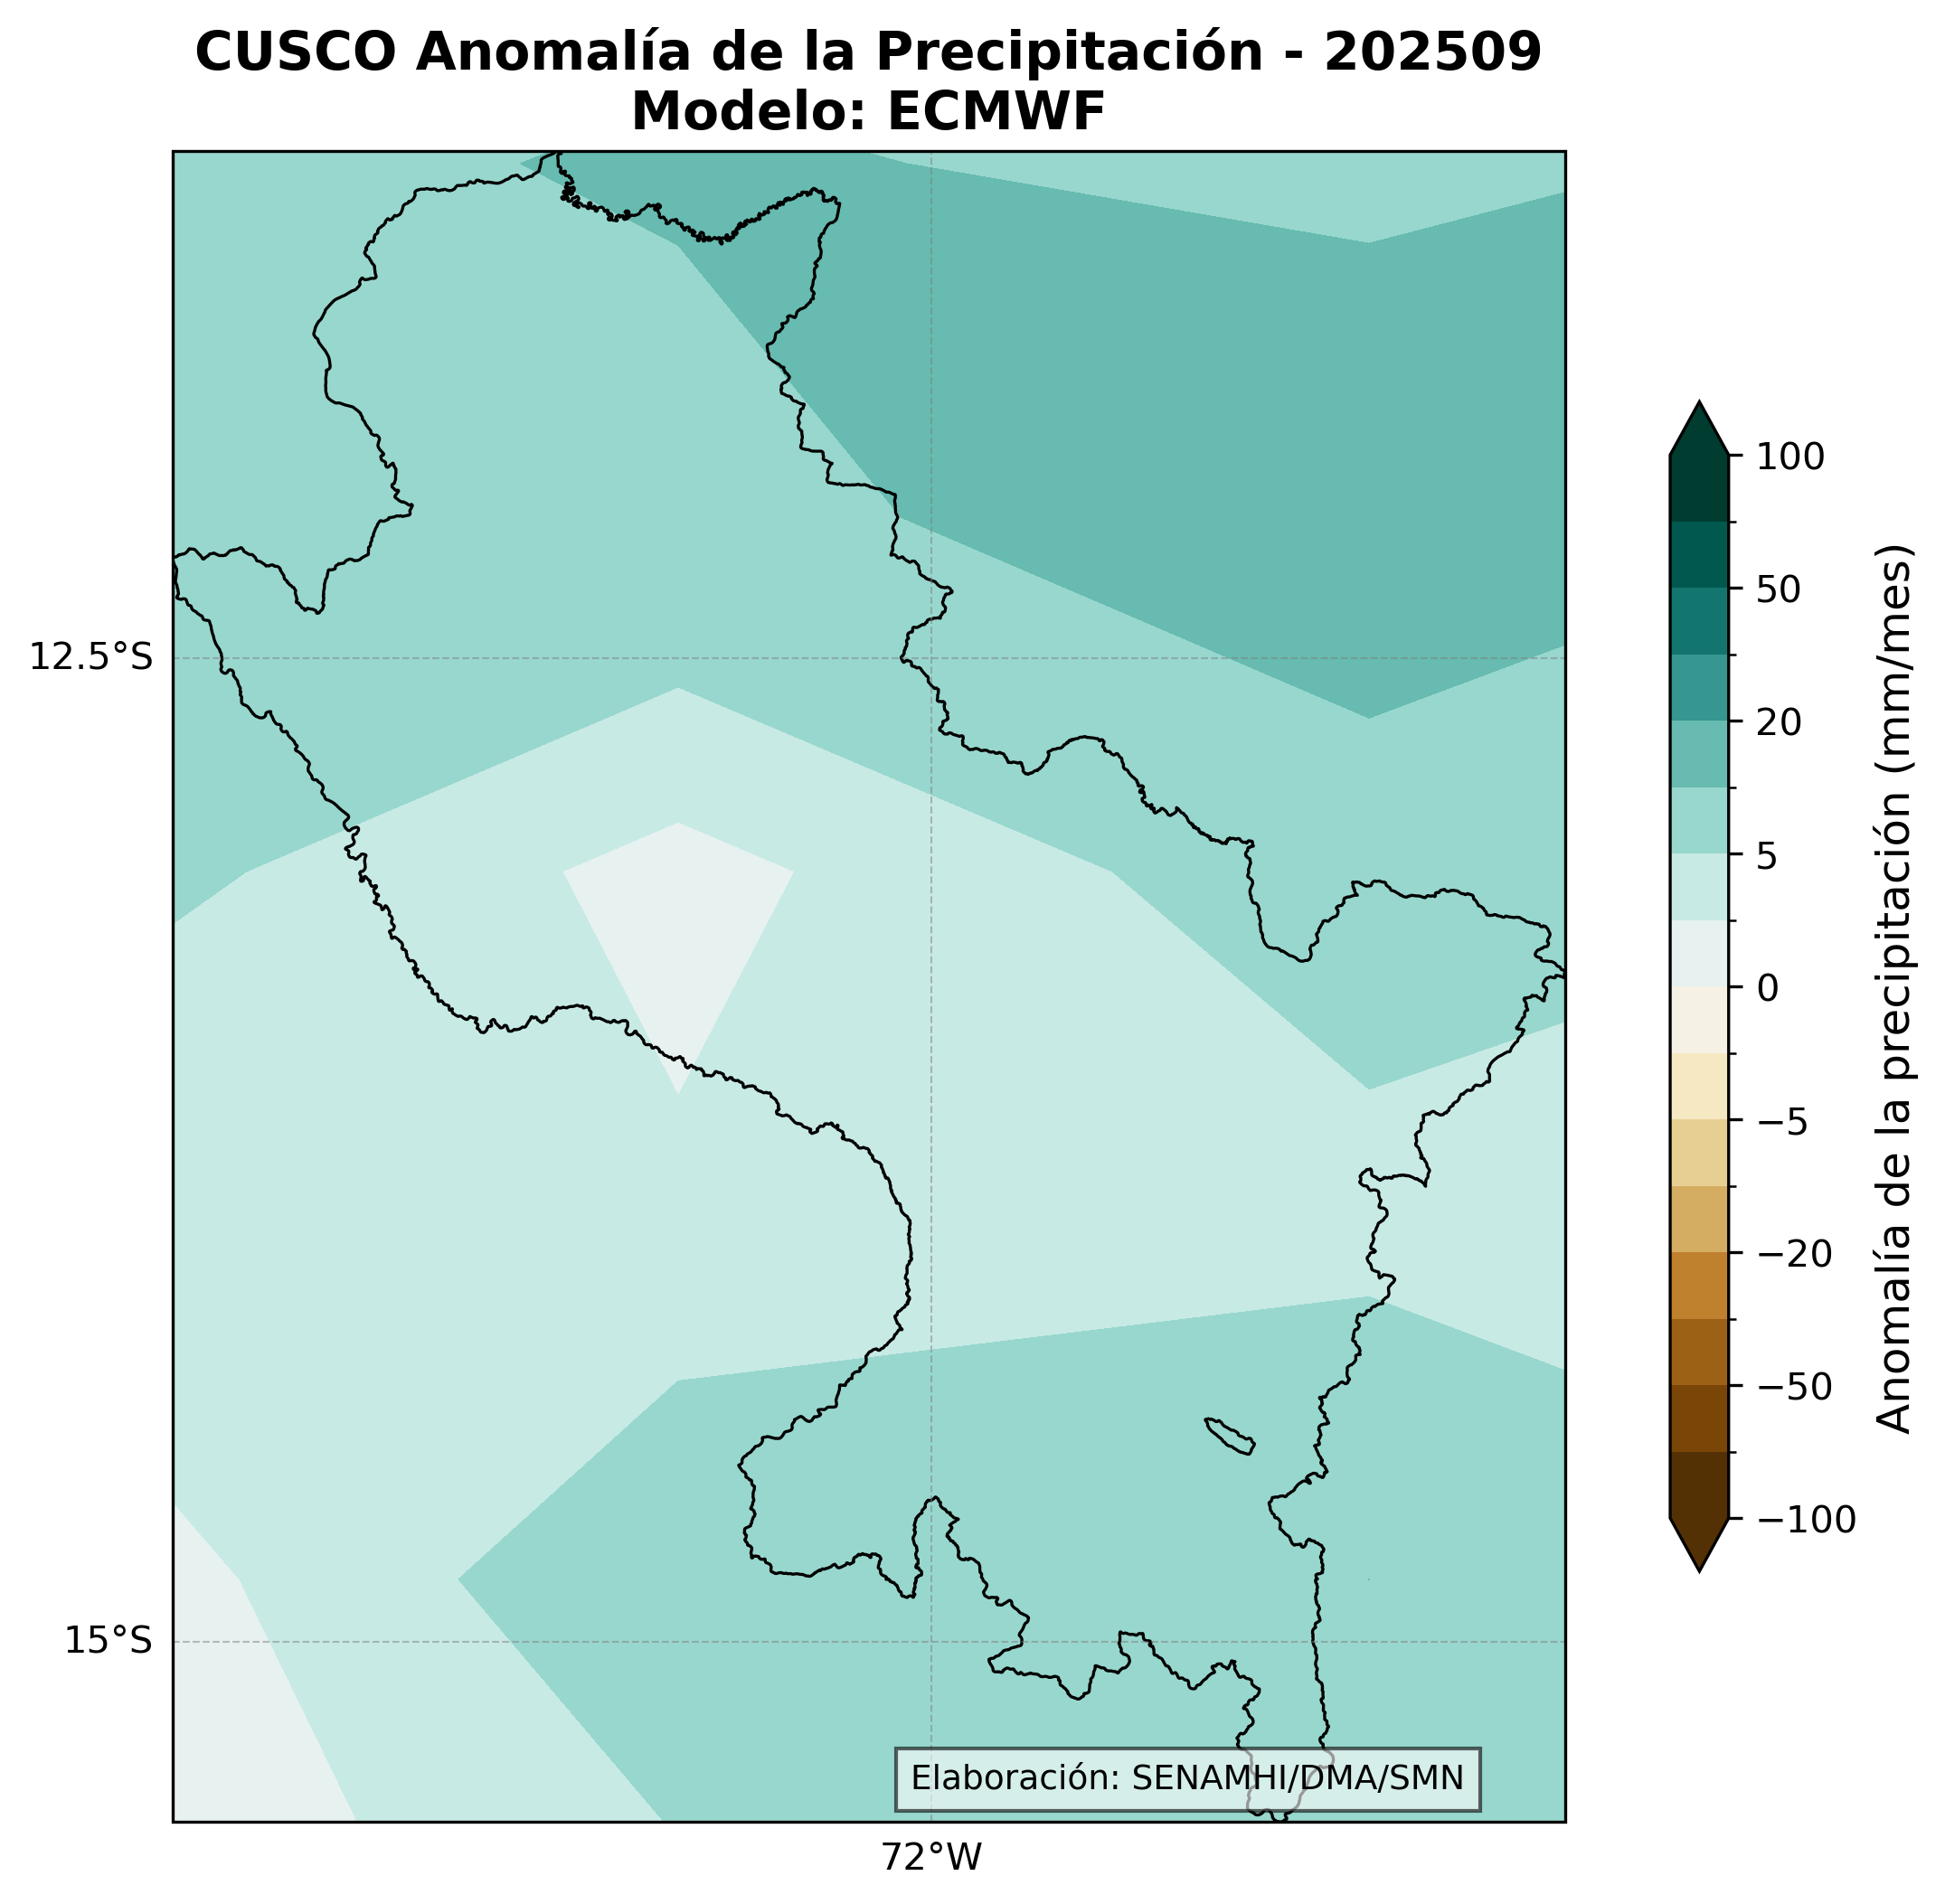 CUSCO Anomalía de la Precipitación - 202509
Modelo: ECMWF
12.5°S
15°S
72°W
Elaboración: SENAMHI/DMA/SMN
100
50
20
5
0
−5
−20
−50
−100
Anomalía de la precipitación (mm/mes)